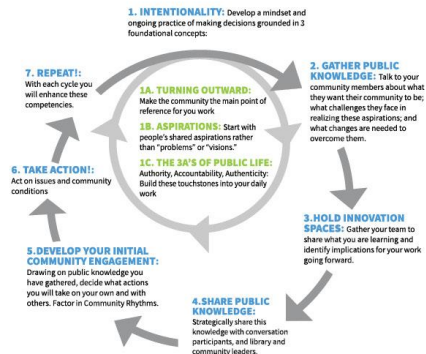 1. INTENTIONALITY: Develop a mindset and
ongoing practice of making decisions grounded in 3
foundational concepts:
2. GATHER PUBLIC
KNOWLEDGE: Talk to your
community members about what
they want their community to be;
what challenges they face in
realizing these aspirations; and
what changes are needed to
overcome them.
3.HOLD INNOVATION
SPACES: Gather your team to
share what you are learning and
identify implications for your work
going forward.
4.SHARE PUBLIC
KNOWLEDGE:
Strategically share this
knowledge with conversation
participants, and library and
community leaders.
5.DEVELOP YOUR INITIAL
COMMUNITY ENGAGEMENT:
Drawing on public knowledge you
have gathered, decide what actions
you will take on your own and with
others. Factor in Community Rhythms.
6. TAKE ACTION!:
Act on issues and community
conditions
7. REPEAT!:
With each cycle you
will enhance these
competencies.
1A. TURNING OUTWARD:
Make the community the main point of
reference for you work
1B. ASPIRATIONS: Start with
people's shared aspirations rather
than "problems" or "visions."
1C. THE 3A'S OF PUBLIC LIFE:
Authority, Accountability, Authenticity:
Build these touchstones into your daily
work